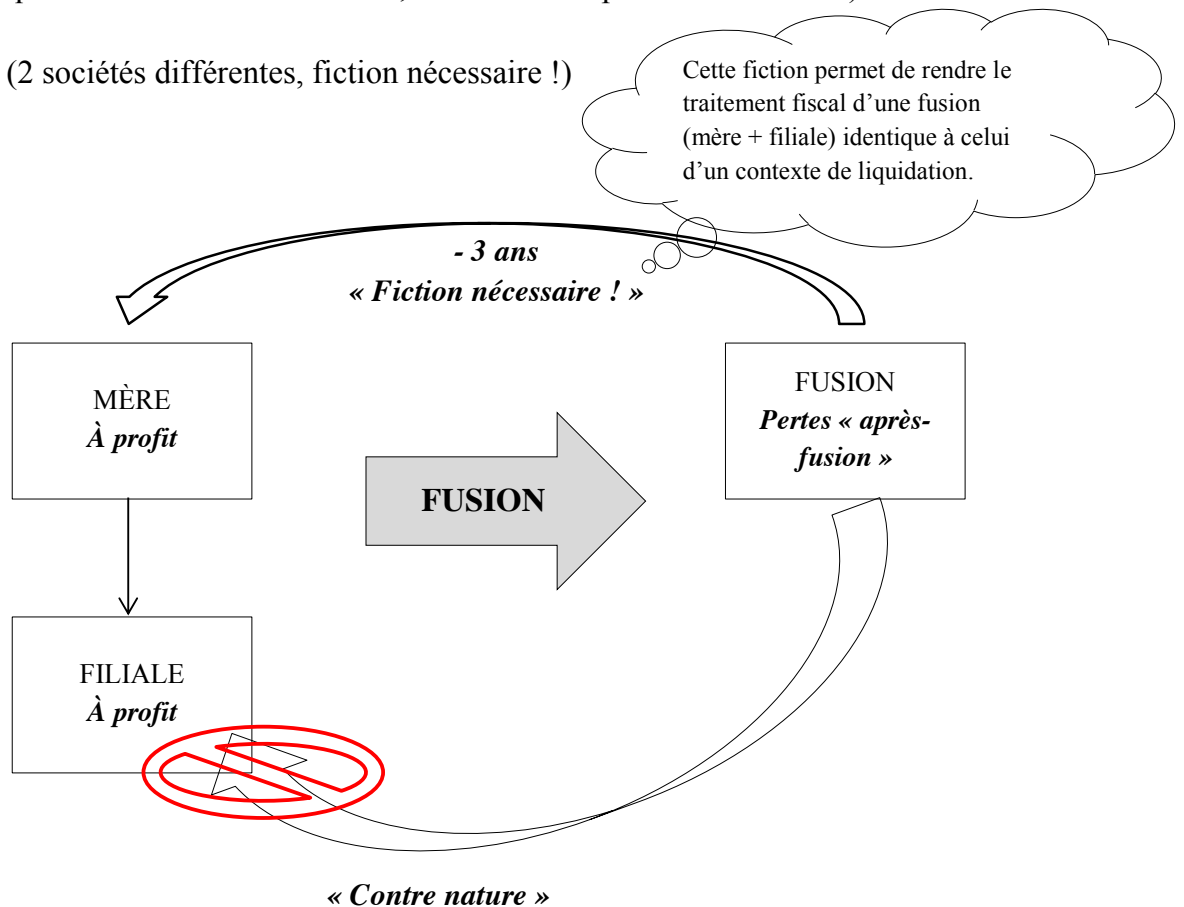 (2 sociétés différentes, fiction nécessaire !)
Cette fiction permet de rendre le
traitement fiscal d'une fusion
(mère + filiale) identique à celui
d'un contexte de liquidation.
- 3 ans
« Fiction nécessaire ! »
MÈRE
À profit
FUSION
Pertes « après-
fusion »
FUSION
FILIALE
À profit
« Contre nature »